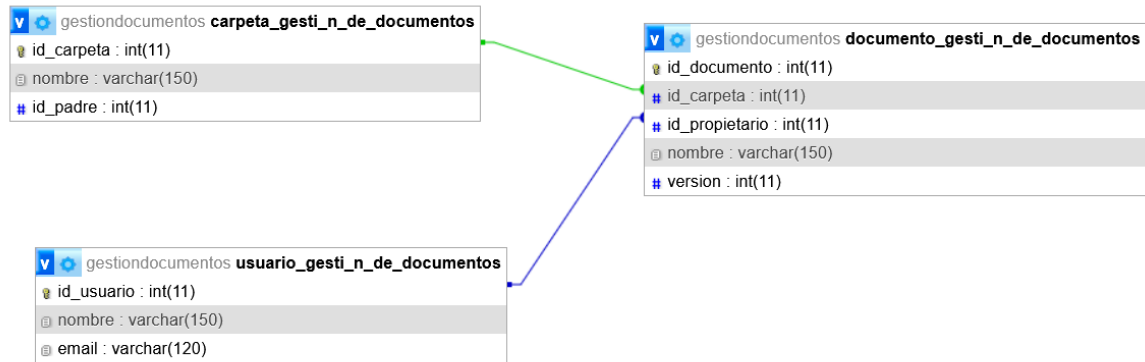 v gestiondocumentos carpeta_gesti_n_de_documentos
id_carpeta : int(11)
nombre : varchar(150)
# id_padre : int(11)
v gestiondocumentos documento_gesti_n_de_documentos
id_documento : int(11)
# id_carpeta : int(11)
# id_propietario : int(11)
nombre : varchar(150)
# version : int(11)
v gestiondocumentos usuario_gesti_n_de_documentos
id_usuario : int(11)
nombre : varchar(150)
email : varchar(120)